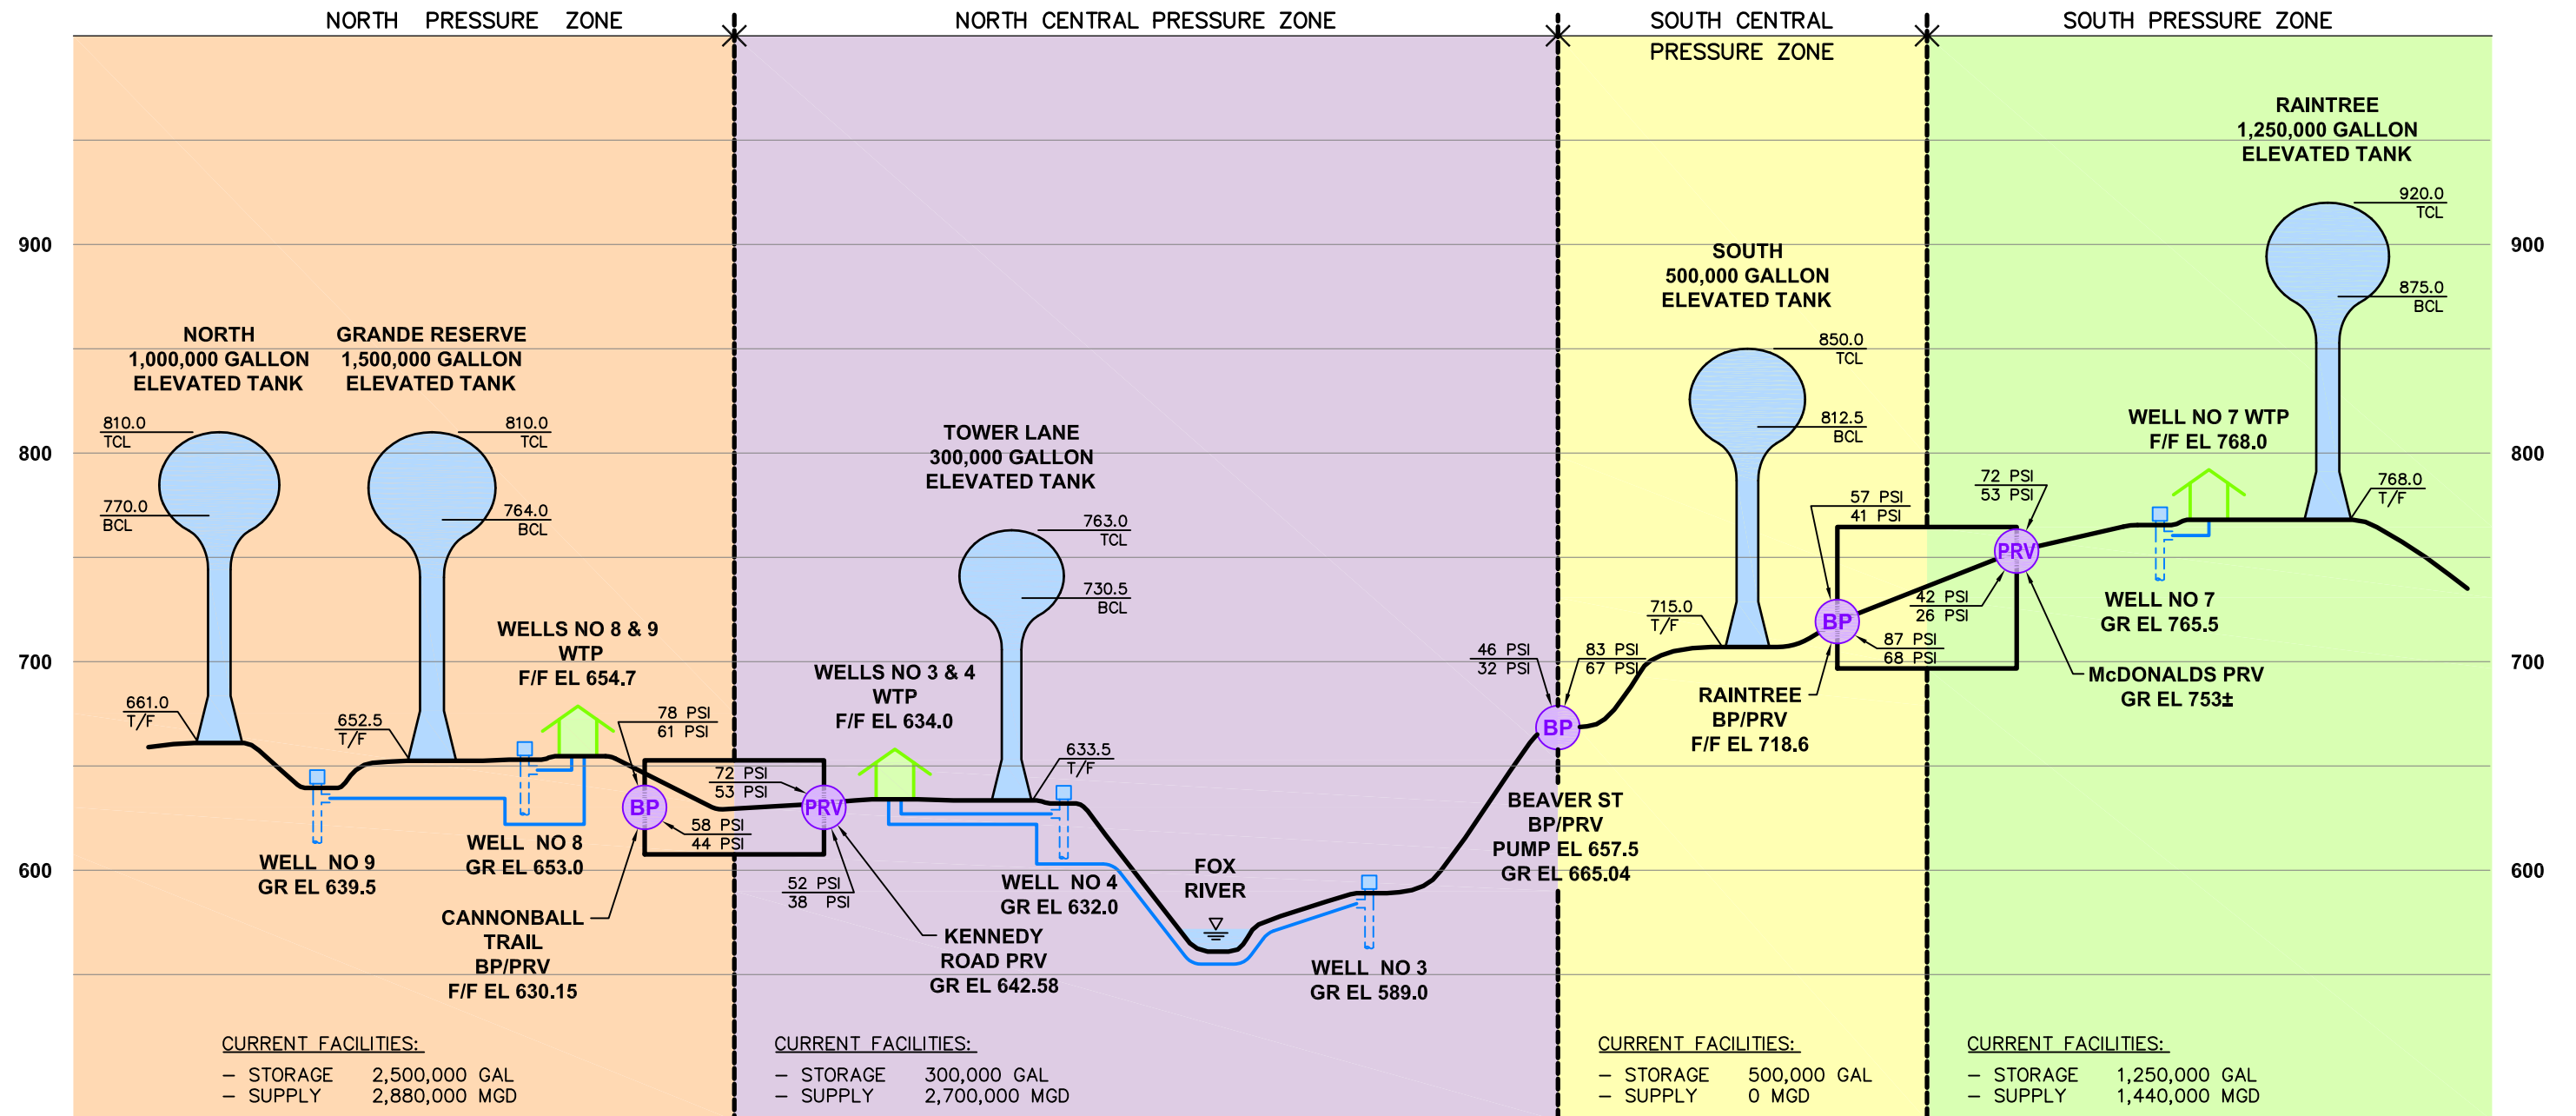 NORTH PRESSURE ZONE
NORTH CENTRAL PRESSURE ZONE
SOUTH CENTRAL
PRESSURE ZONE
SOUTH PRESSURE ZONE
900
800
700
600
NORTH
1,000,000 GALLON
ELEVATED TANK
810.0
TCL
770.0
BCL
661.0
T/F
GRANDE RESERVE
1,500,000 GALLON
ELEVATED TANK
810.0
TCL
764.0
BCL
652.5
T/F
WELLS NO 8 & 9
WTP
F/F EL 654.7
WELL NO 9
GR EL 639.5
WELL NO 8
GR EL 653.0
78 PSI
61 PSI
BP
58 PSI
44 PSI
CANNONBALL
TRAIL
BP/PRV
F/F EL 630.15
72 PSI
53 PSI
PRV
52 PSI
38 PSI
KENNEDY
ROAD PRV
GR EL 642.58
WELLS NO 3 & 4
WTP
F/F EL 634.0
TOWER LANE
300,000 GALLON
ELEVATED TANK
763.0
TCL
730.5
BCL
633.5
T/F
WELL NO 4
GR EL 632.0
FOX
RIVER
WELL NO 3
GR EL 589.0
46 PSI
32 PSI
83 PSI
67 PSI
BP
BEAVER ST
BP/PRV
PUMP EL 657.5
GR EL 665.04
SOUTH
500,000 GALLON
ELEVATED TANK
850.0
TCL
812.5
BCL
715.0
T/F
57 PSI
41 PSI
BP
87 PSI
68 PSI
RAINTREE
BP/PRV
F/F EL 718.6
72 PSI
53 PSI
PRV
42 PSI
26 PSI
McDONALDS PRV
GR EL 753±
WELL NO 7 WTP
F/F EL 768.0
WELL NO 7
GR EL 765.5
RAINTREE
1,250,000 GALLON
ELEVATED TANK
920.0
TCL
875.0
BCL
768.0
T/F
900
800
700
600
CURRENT FACILITIES:
– STORAGE 2,500,000 GAL
– SUPPLY 2,880,000 MGD
CURRENT FACILITIES:
– STORAGE 300,000 GAL
– SUPPLY 2,700,000 MGD
CURRENT FACILITIES:
– STORAGE 500,000 GAL
– SUPPLY 0 MGD
CURRENT FACILITIES:
– STORAGE 1,250,000 GAL
– SUPPLY 1,440,000 MGD